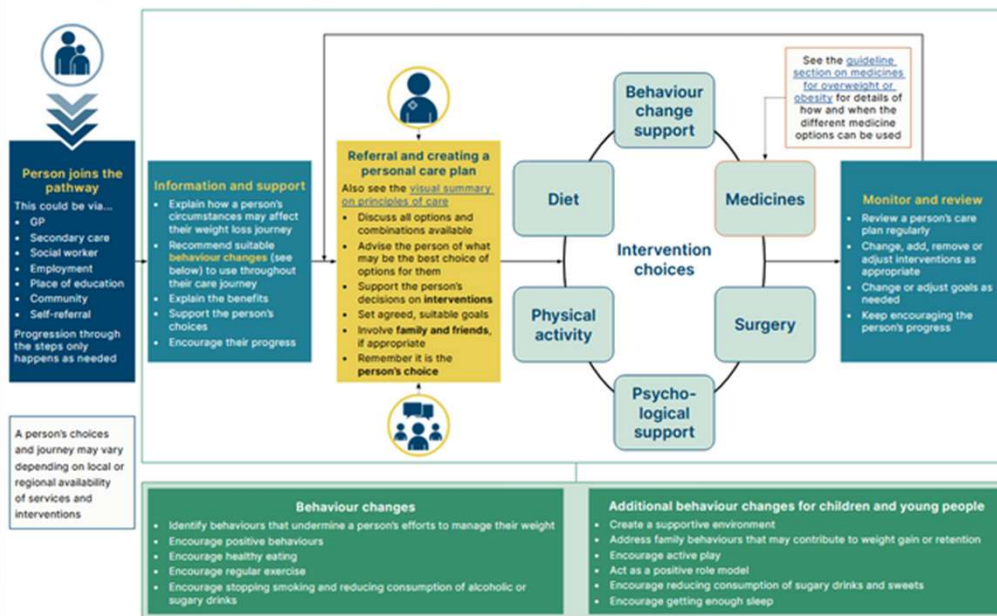 Person joins the
pathway
This could be via...
• GP
• Secondary care
• Social worker
• Employment
• Place of education
• Community
• Self-referral
Progression through
the steps only
happens as needed
A person's choices
and journey may vary
depending on local or
regional availability
of services and
interventions
Information and support
• Explain how a person's
circumstances may affect
their weight loss journey
• Recommend suitable
behaviour changes (see
below) to use throughout
their care journey
• Explain the benefits
• Support the person's
choices
• Encourage their progress
Referral and creating a
personal care plan
Also see the visual summary
on principles of care
• Discuss all options and
combinations available
• Advise the person of what
may be the best choice of
options for them
• Support the person's
decisions on interventions
• Set agreed, suitable goals
• Involve family and friends,
if appropriate
• Remember it is the
person's choice
Intervention
choices
Behaviour
change
support
Medicines
Surgery
Psycho-
logical
support
Physical
activity
Diet
See the guideline
section on medicines
for overweight or
obesity for details of
how and when the
different medicine
options can be used
Monitor and review
• Review a person's care
plan regularly
• Change, add, remove or
adjust interventions as
appropriate
• Change or adjust goals as
needed
• Keep encouraging the
person's progress
Behaviour changes
• Identify behaviours that undermine a person's efforts to manage their weight
• Encourage positive behaviours
• Encourage healthy eating
• Encourage regular exercise
• Encourage stopping smoking and reducing consumption of alcoholic or
sugary drinks
Additional behaviour changes for children and young people
• Create a supportive environment
• Address family behaviours that may contribute to weight gain or retention
• Encourage active play
• Act as a positive role model
• Encourage reducing consumption of sugary drinks and sweets
• Encourage getting enough sleep